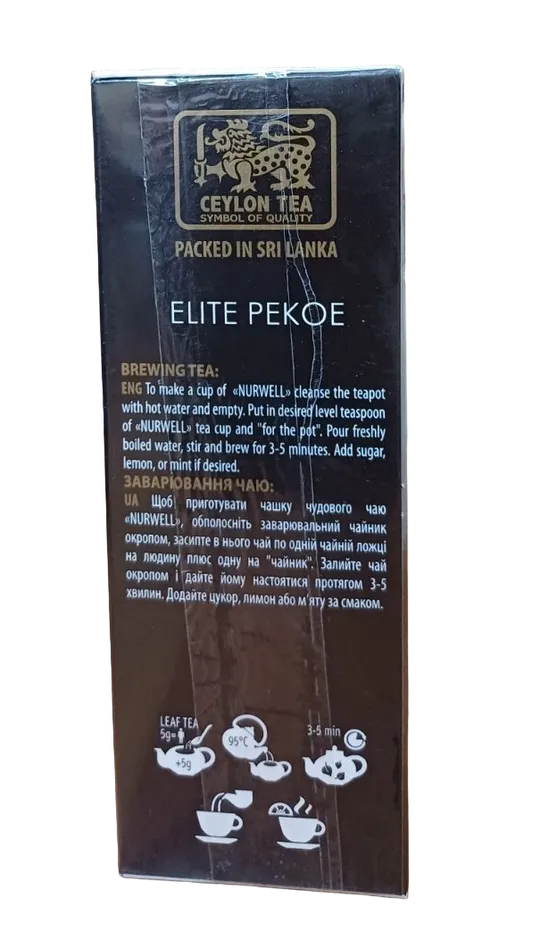 CEYLON TEA
SYMBOL OF QUALITY
PACKED IN SRI LANKA
ELITE PEKOE
BREWING TEA:
ENG To make a cup of «NURWELL» cleanse the teapot
with hot water and empty. Put in desired level teaspoon
of «NURWELL» tea cup and "for the pot". Pour freshly
boiled water, stir and brew for 3-5 minutes. Add sugar,
lemon, or mint if desired.
ЗАВАРЮВАННЯ ЧАЮ:
UA Щоб приготувати чашку чудового чаю
«NURWELL», обполосніть заварювальний чайник
окропом, засипте в нього чай по одній чайній ложці
на людину плюс одну на "чайник". Залийте чай
окропом і дайте йому настоятися протягом 3-5
хвилин. Додайте цукор, лимон або м'яту за смаком.
LEAF TEA
5g=
+5g
95°C
3-5 min